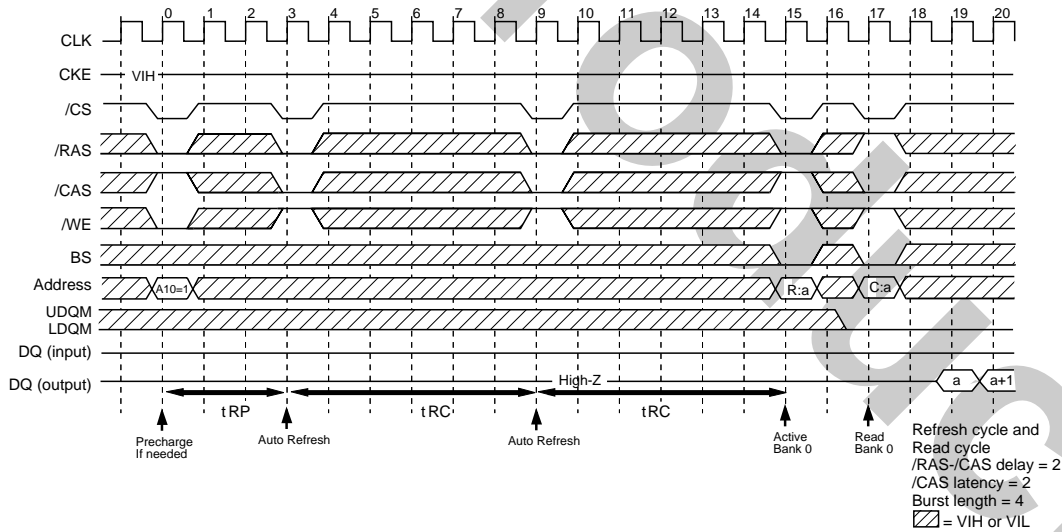 0 1 2 3 4 5 6 7 8 9 10 11 12 13 14 15 16 17 18 19 20
CLK
CKE VIH
/CS
/RAS
/CAS
/WE
BS
Address A10=1 R:a C:a
UDQM
LDQM
DQ (input)
DQ (output) High-Z a a+1
tRP tRC tRC
Precharge
If needed
Auto Refresh
Auto Refresh
Active
Bank 0
Read
Bank 0
Refresh cycle and
Read cycle
/RAS-/CAS delay = 2
/CAS latency = 2
Burst length = 4
= VIH or VIL